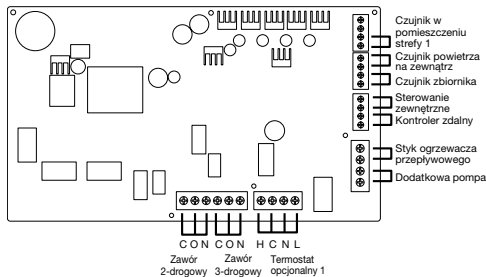 Czujnik w
pomieszczeniu
strefy 1
Czujnik powietrza
na zewnątrz
Czujnik zbiornika
Sterowanie
zewnętrzne
Kontroler zdalny
Styk ogrzewacza
przepływowego
Dodatkowa pompa
C O N C O N H C N L
Zawór
2-drogowy
Zawór
3-drogowy
Termostat
opcjonalny 1